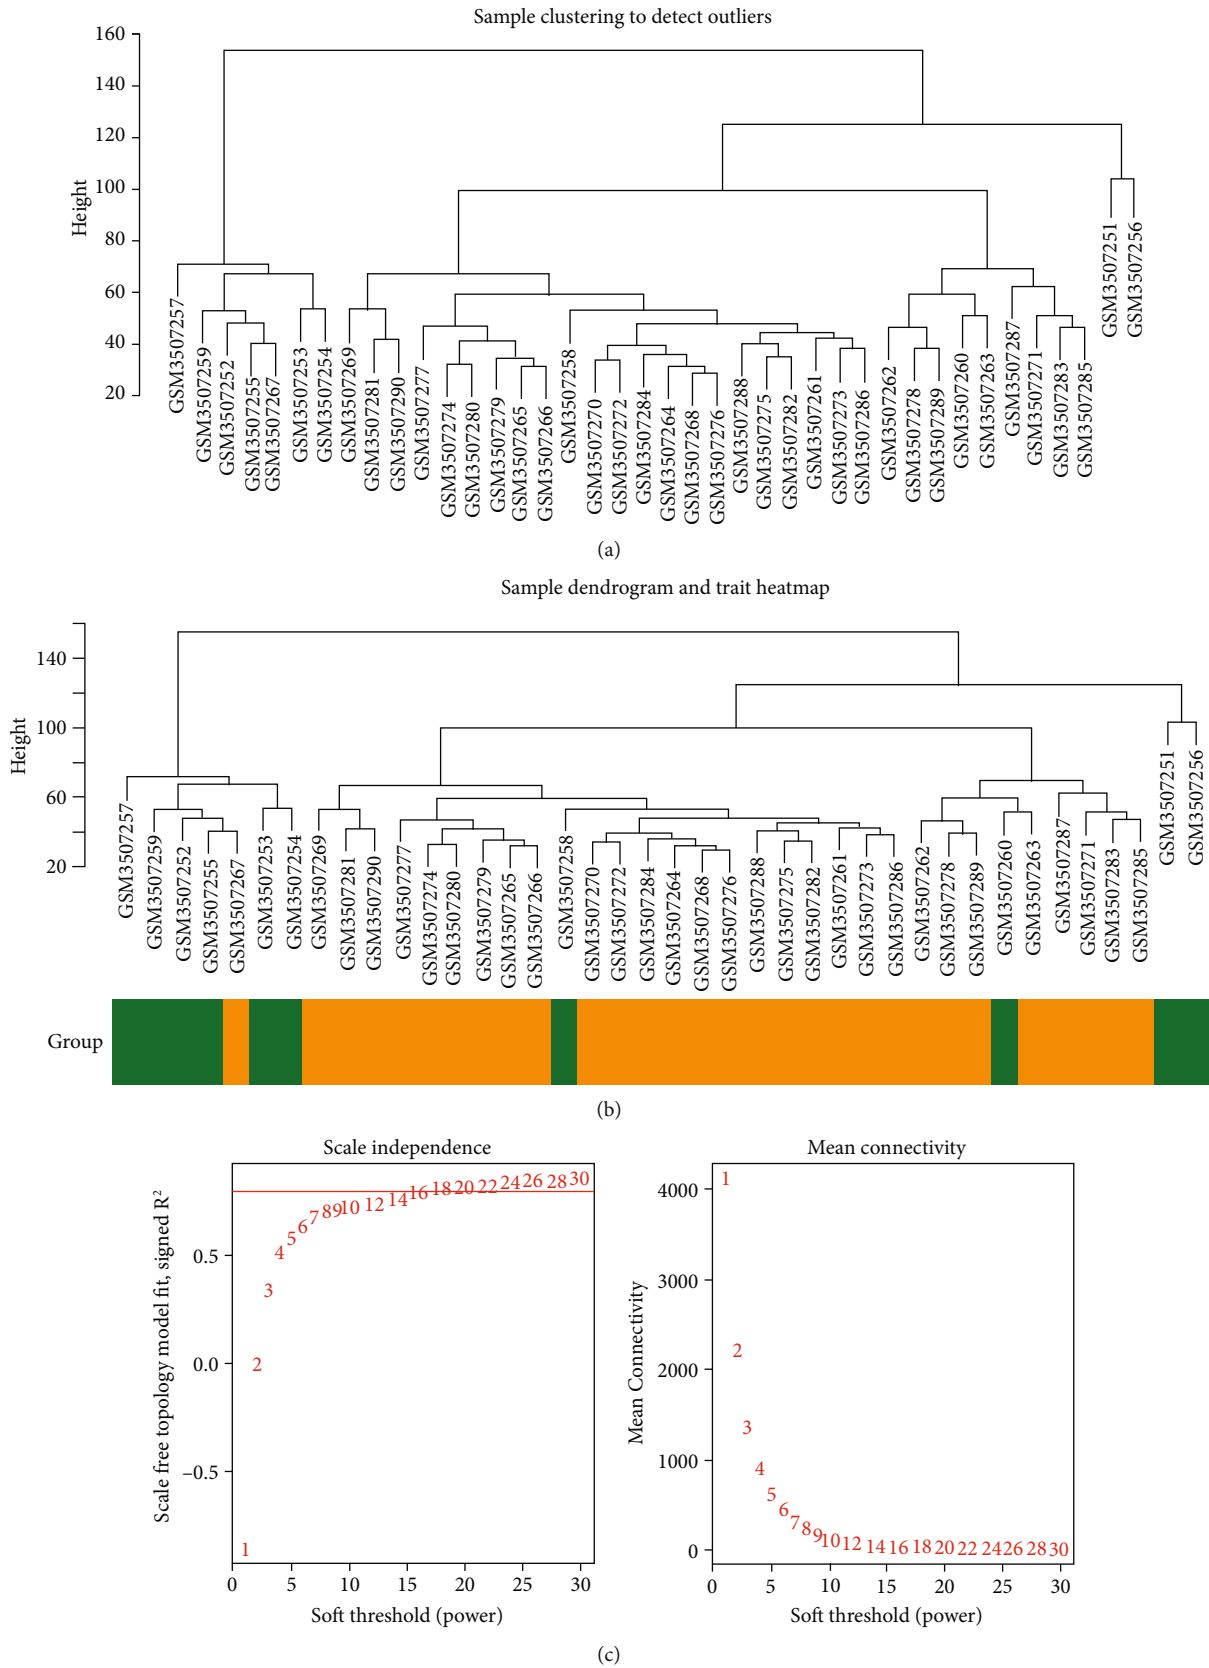 Sample clustering to detect outliers
160
140
120
100
80
60
40
20
Height
GSM3507257
GSM3507259
GSM3507252
GSM3507255
GSM3507267
GSM3507253
GSM3507254
GSM3507269
GSM3507281
GSM3507290
GSM3507277
GSM3507274
GSM3507280
GSM3507279
GSM3507265
GSM3507266
GSM3507258
GSM3507270
GSM3507272
GSM3507284
GSM3507264
GSM3507268
GSM3507276
GSM3507288
GSM3507275
GSM3507282
GSM3507261
GSM3507273
GSM3507286
GSM3507262
GSM3507278
GSM3507289
GSM3507260
GSM3507263
GSM3507287
GSM3507271
GSM3507283
GSM3507285
GSM3507251
GSM3507256
(a)
Sample dendrogram and trait heatmap
140
100
60
20
Height
GSM3507257
GSM3507259
GSM3507252
GSM3507255
GSM3507267
GSM3507253
GSM3507254
GSM3507269
GSM3507281
GSM3507290
GSM3507277
GSM3507274
GSM3507280
GSM3507279
GSM3507265
GSM3507266
GSM3507258
GSM3507270
GSM3507272
GSM3507284
GSM3507264
GSM3507268
GSM3507276
GSM3507288
GSM3507275
GSM3507282
GSM3507261
GSM3507273
GSM3507286
GSM3507262
GSM3507278
GSM3507289
GSM3507260
GSM3507263
GSM3507287
GSM3507271
GSM3507283
GSM3507285
GSM3507251
GSM3507256
Group
(b)
Scale independence
Scale free topology model fit, signed R²
0.5
0.0
–0.5
1
2
3
4
5
6
7
8
9
10
12
14
16
18
20
22
24
26
28
30
0 5 10 15 20 25 30
Soft threshold (power)
Mean connectivity
Mean Connectivity
4000
3000
2000
1000
0
1
2
3
4
5
6
7
8
9
10
12
14
16
18
20
22
24
26
28
30
0 5 10 15 20 25 30
Soft threshold (power)
(c)